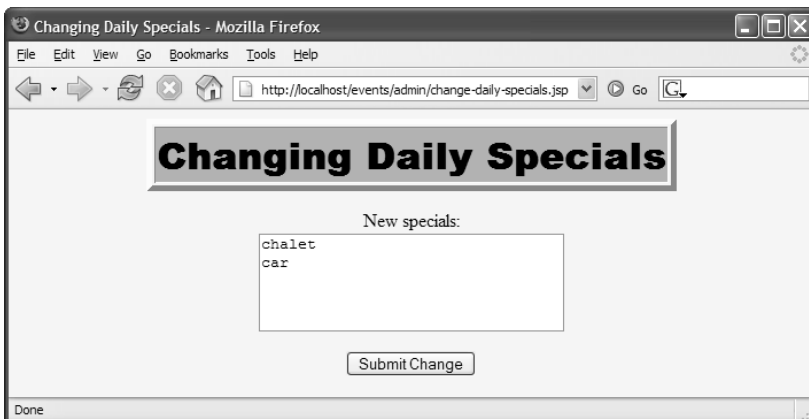 Changing Daily Specials - Mozilla Firefox
File Edit View Go Bookmarks Tools Help
http://localhost/events/admin/change-daily-specials.jsp Go G
Changing Daily Specials
New specials:
chalet
car
Submit Change
Done